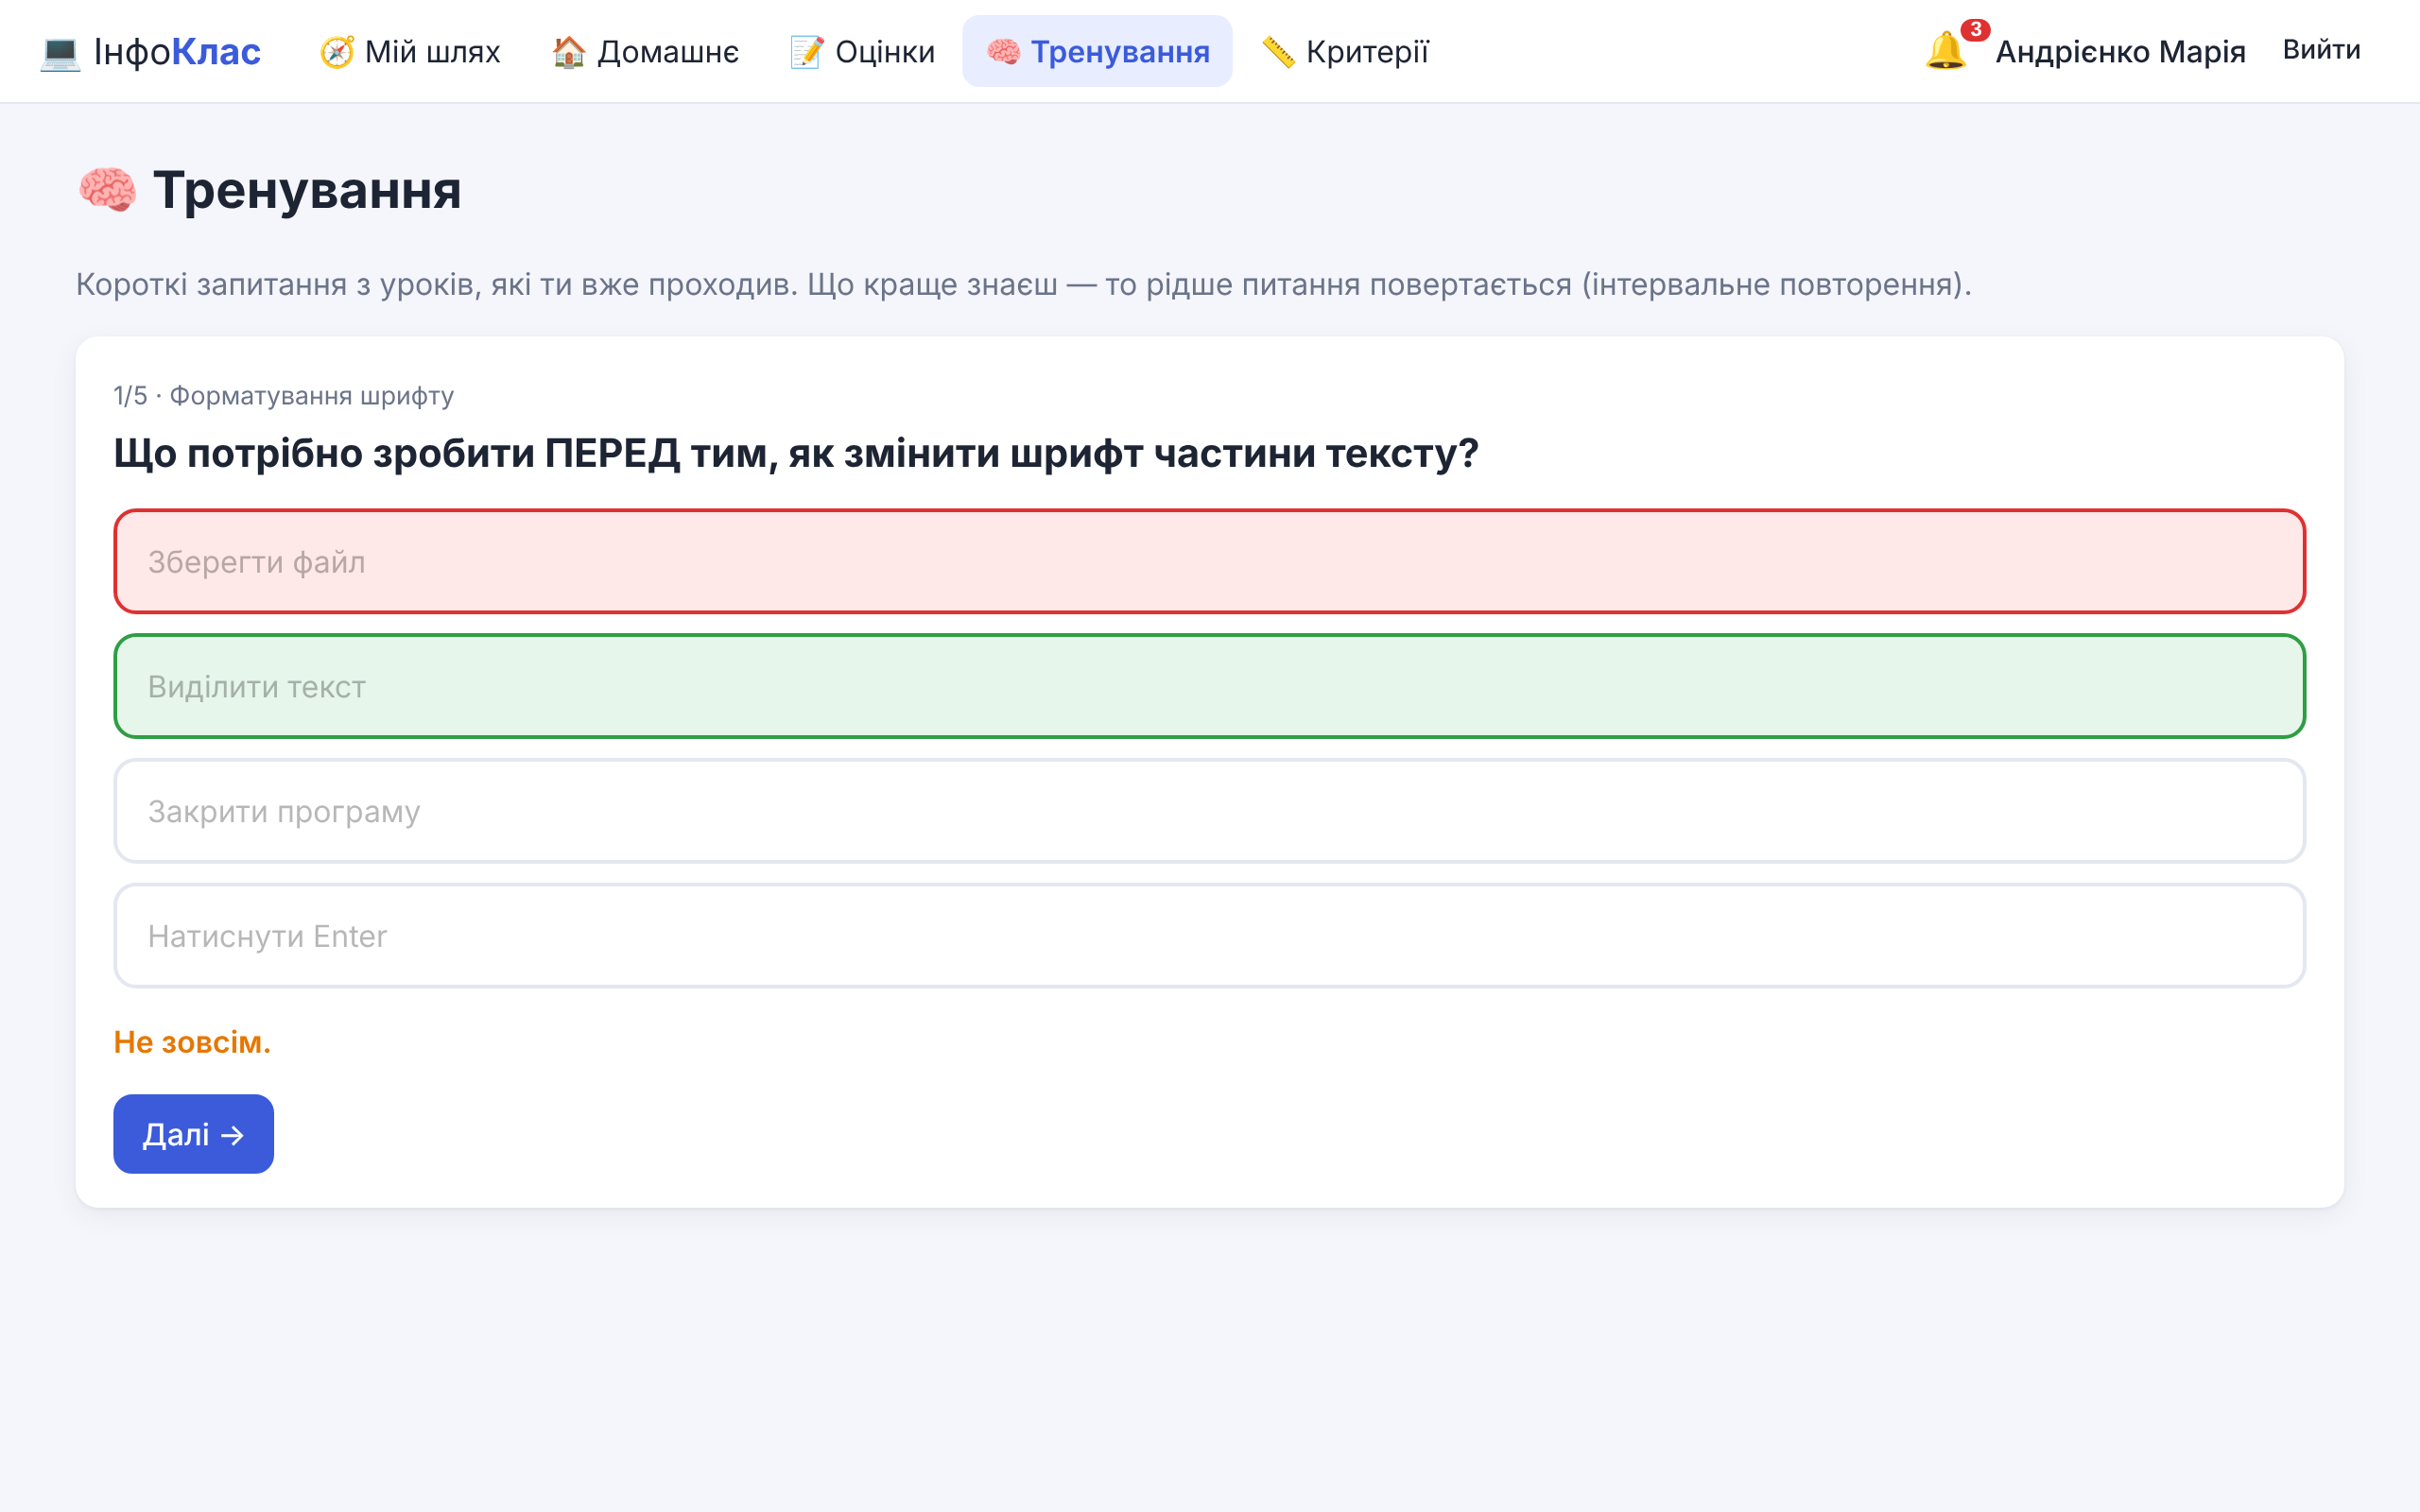 💻 ІнфоКлас 🧭 Мій шлях 🏠 Домашнє 📝 Оцінки 🧠 Тренування 📏 Критерії 🔔 3 Андрієнко Марія Вийти
🧠 Тренування
Короткі запитання з уроків, які ти вже проходив. Що краще знаєш — то рідше питання повертається (інтервальне повторення).
1/5 · Форматування шрифту
Що потрібно зробити ПЕРЕД тим, як змінити шрифт частини тексту?
Зберегти файл
Виділити текст
Закрити програму
Натиснути Enter
Не зовсім.
Далі →